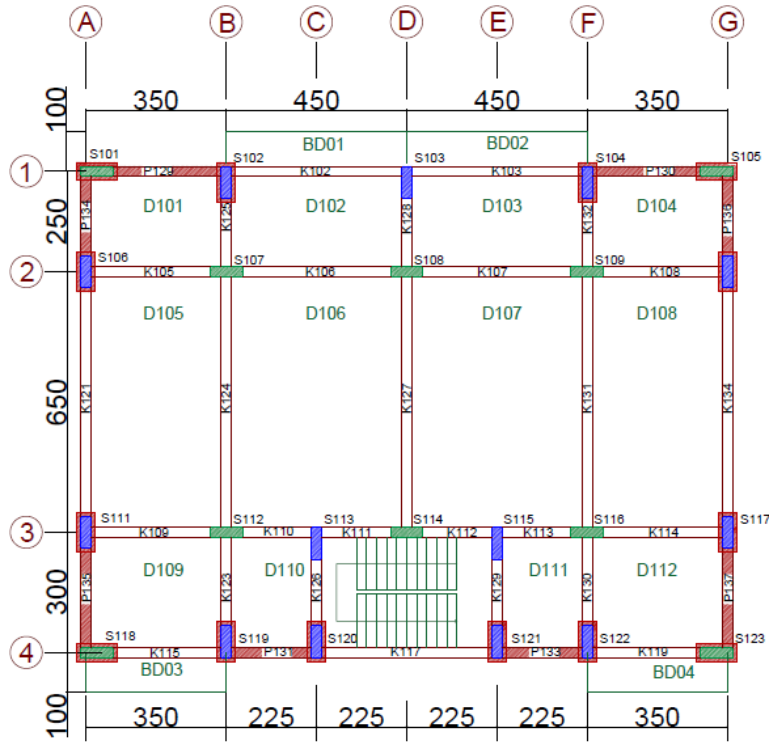 A B C D E F G
350 450 450 350
100
BD01 BD02
S101 S102 S103 S104 S105
1
P129 K102 K103 P130
250
P134 D101 K125 D102 K128 D103 K132 D104 P136
S106 S107 S108 S109
2
K105 K106 K107 K108
D105 D106 D107 D108
650
K121 K124 K127 K131 K134
S111 S112 S113 S114 S115 S116 S117
3
K109 K110 K111 K112 K113 K114
300
P135 D109 K123 D110 K126 K129 D111 K130 D112 P137
S118 S119 S120 S121 S122 S123
4
K115 P131 K117 P133 K119
BD03 BD04
100
350 225 225 225 225 350